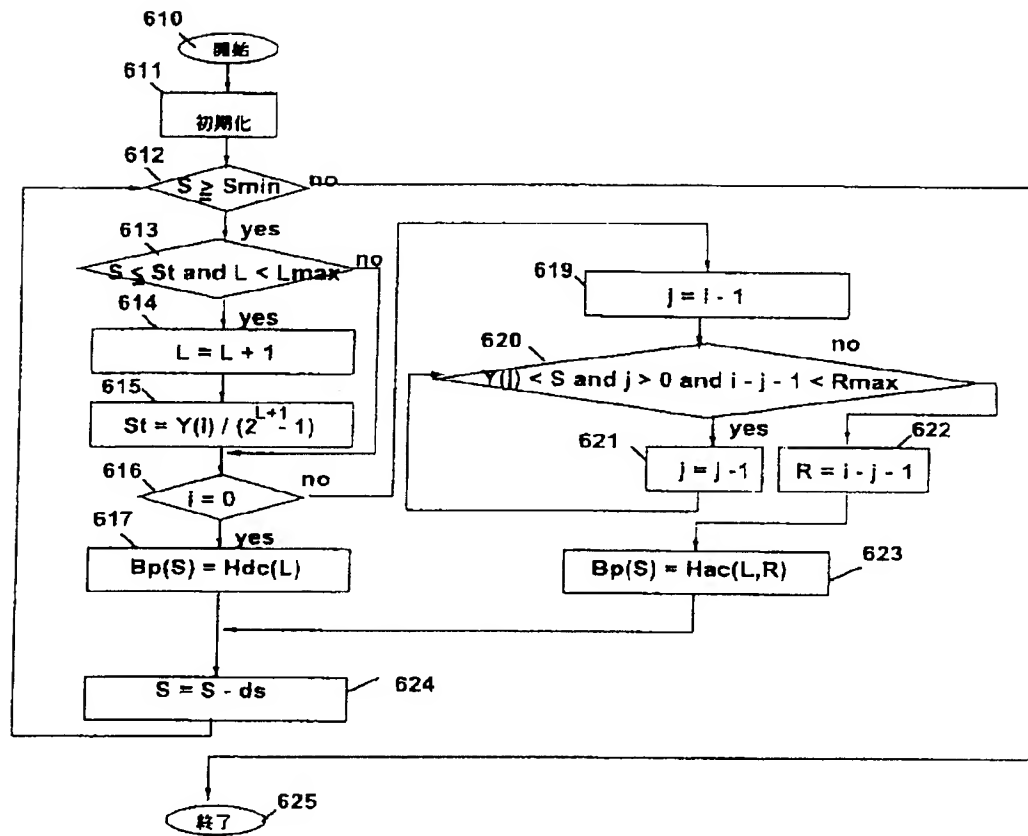 610
開始
611
初期化
612
S ≧ Smin
no
yes
613
S ≦ St and L < Lmax
no
yes
614
L = L + 1
615
St = Y(i) / (2^L+1 - 1)
616
i = 0
no
yes
617
Bp(S) = Hdc(L)
619
j = i - 1
620
no
Y(j) < S and j > 0 and i - j - 1 < Rmax
yes
621
j = j -1
622
R = i - j - 1
Bp(S) = Hac(L,R)
623
S = S - ds
624
終了
625